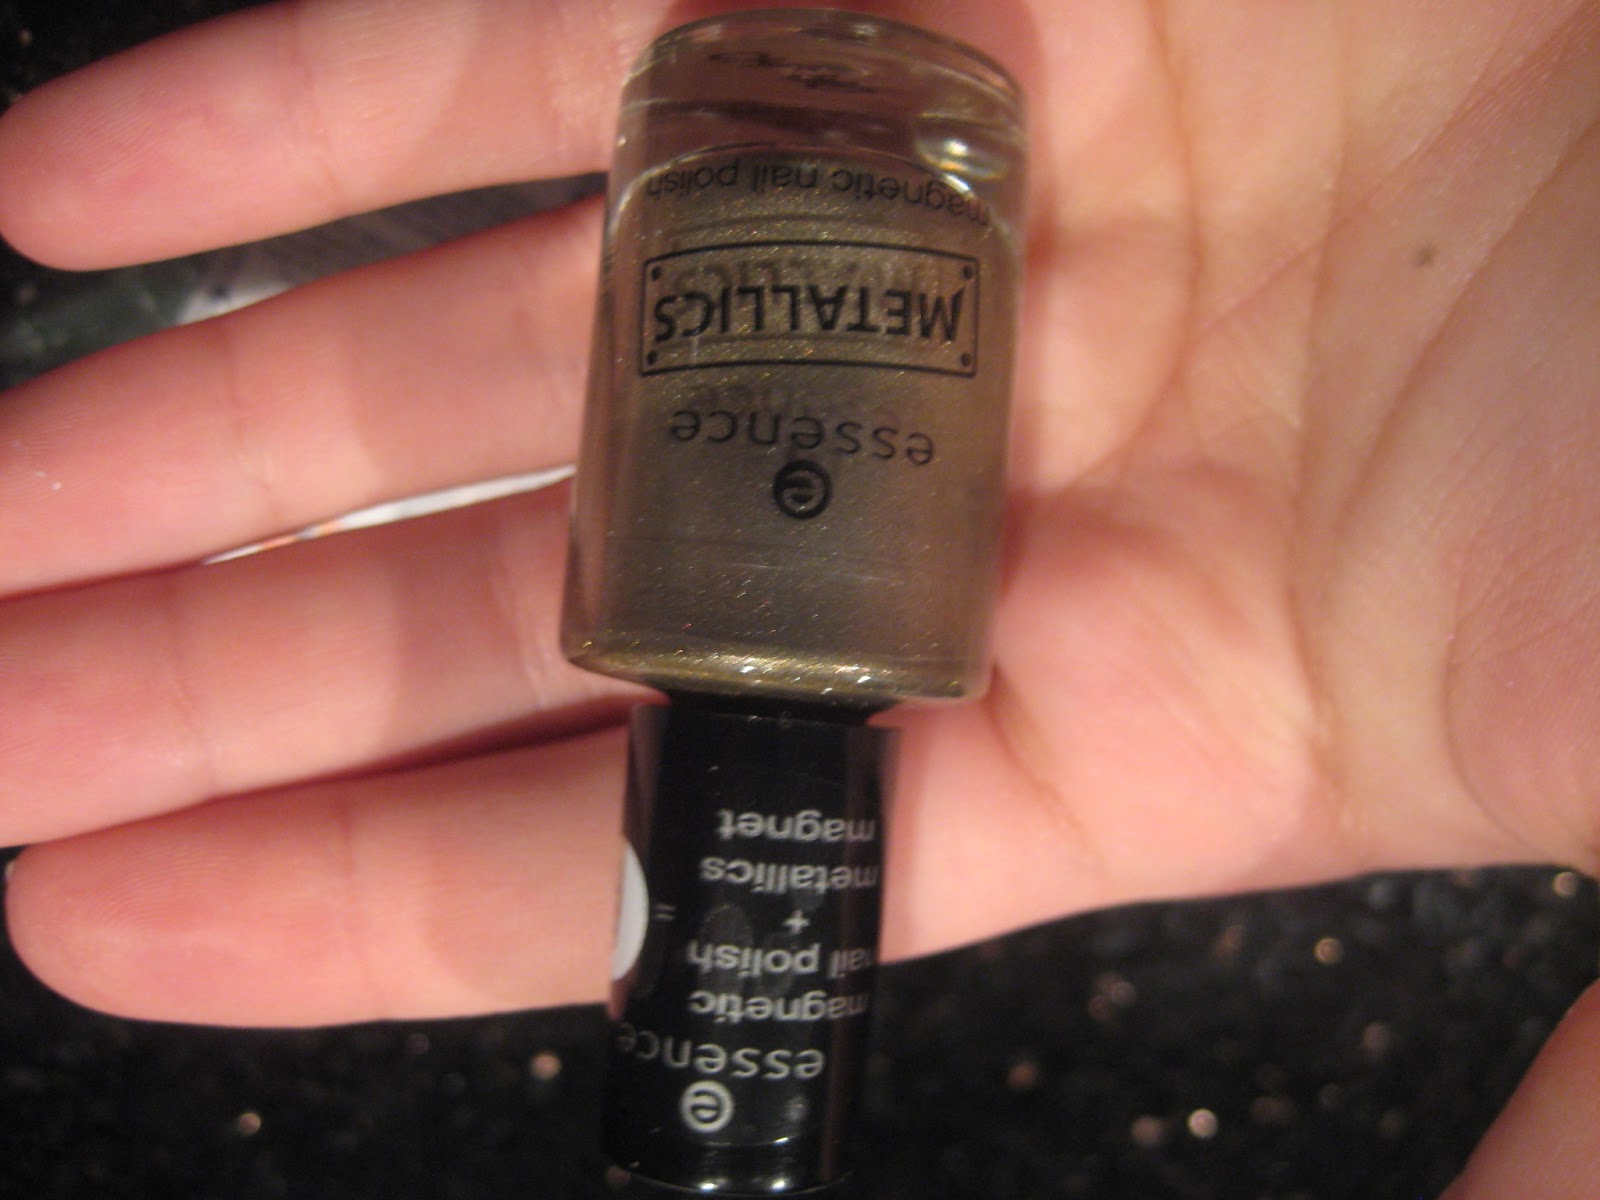 e
essence
magnetic
nail polish
+ =
metallics
magnet
e
essence
METALLICS
magnetic nail polish